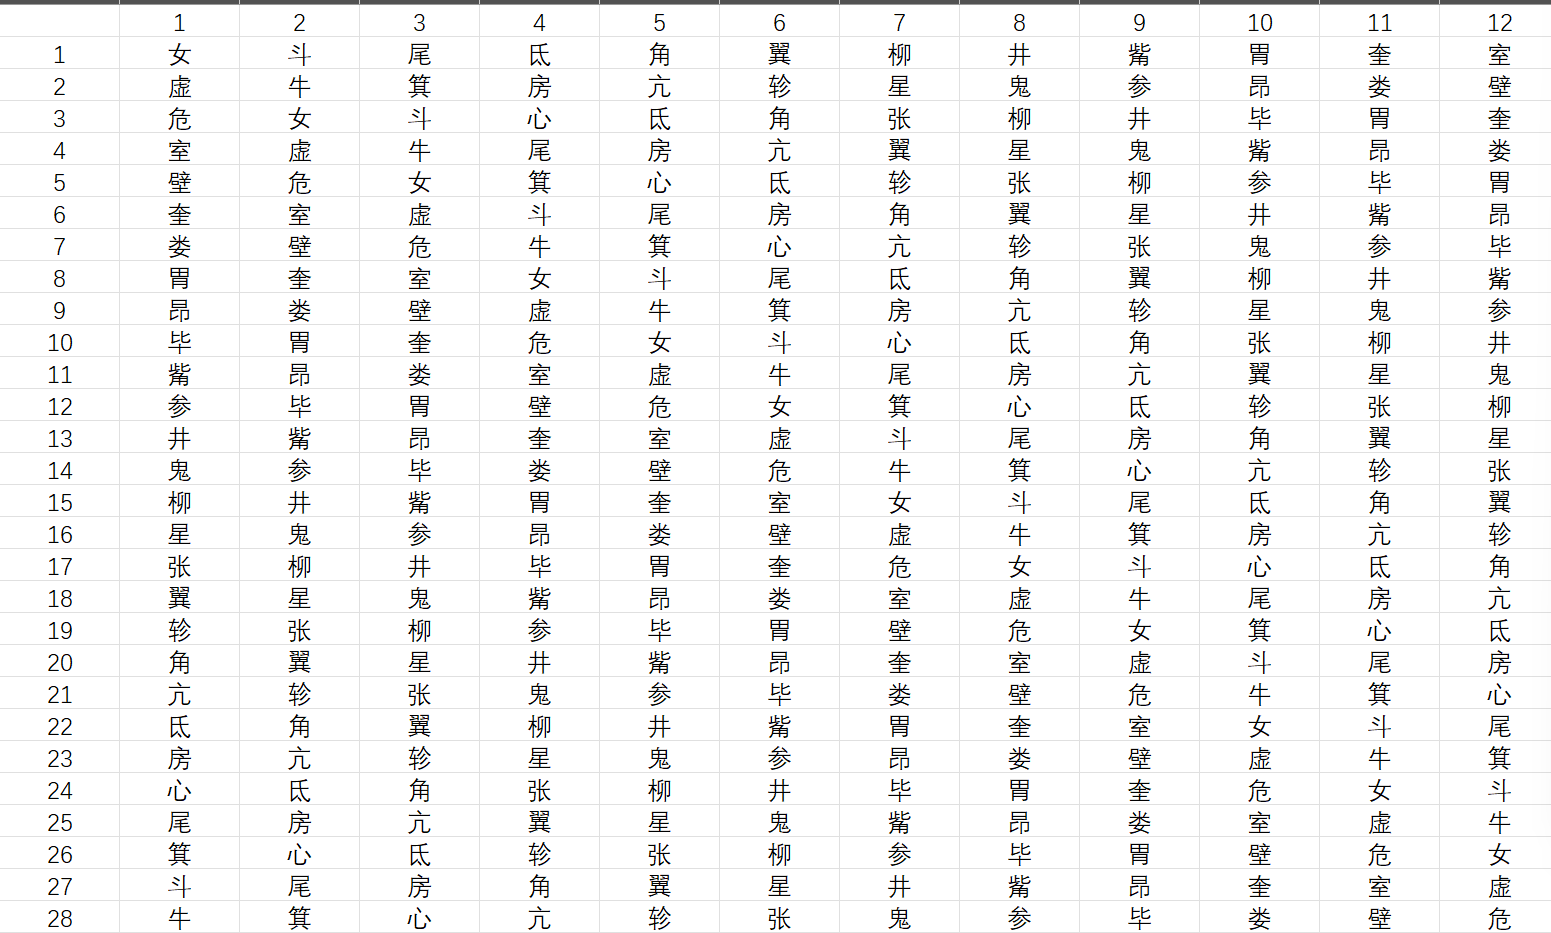 1 2 3 4 5 6 7 8 9 10 11 12
1 女 斗 尾 氐 角 翼 柳 井 觜 胃 奎 室
2 虚 牛 箕 房 亢 轸 星 鬼 参 昴 娄 壁
3 危 女 斗 心 氐 角 张 柳 井 毕 胃 奎
4 室 虚 牛 尾 房 亢 翼 星 鬼 觜 昴 娄
5 壁 危 女 箕 心 氐 轸 张 柳 参 毕 胃
6 奎 室 虚 斗 尾 房 角 翼 星 井 觜 昴
7 娄 壁 危 牛 箕 心 亢 轸 张 鬼 参 毕
8 胃 奎 室 女 斗 尾 氐 角 翼 柳 井 觜
9 昴 娄 壁 虚 牛 箕 房 亢 轸 星 鬼 参
10 毕 胃 奎 危 女 斗 心 氐 角 张 柳 井
11 觜 昴 娄 室 虚 牛 尾 房 亢 翼 星 鬼
12 参 毕 胃 壁 危 女 箕 心 氐 轸 张 柳
13 井 觜 昴 奎 室 虚 斗 尾 房 角 翼 星
14 鬼 参 毕 娄 壁 危 牛 箕 心 亢 轸 张
15 柳 井 觜 胃 奎 室 女 斗 尾 氐 角 翼
16 星 鬼 参 昴 娄 壁 虚 牛 箕 房 亢 轸
17 张 柳 井 毕 胃 奎 危 女 斗 心 氐 角
18 翼 星 鬼 觜 昴 娄 室 虚 牛 尾 房 亢
19 轸 张 柳 参 毕 胃 壁 危 女 箕 心 氐
20 角 翼 星 井 觜 昴 奎 室 虚 斗 尾 房
21 亢 轸 张 鬼 参 毕 娄 壁 危 牛 箕 心
22 氐 角 翼 柳 井 觜 胃 奎 室 女 斗 尾
23 房 亢 轸 星 鬼 参 昴 娄 壁 虚 牛 箕
24 心 氐 角 张 柳 井 毕 胃 奎 危 女 斗
25 尾 房 亢 翼 星 鬼 觜 昴 娄 室 虚 牛
26 箕 心 氐 轸 张 柳 参 毕 胃 壁 危 女
27 斗 尾 房 角 翼 星 井 觜 昴 奎 室 虚
28 牛 箕 心 亢 轸 张 鬼 参 毕 娄 壁 危